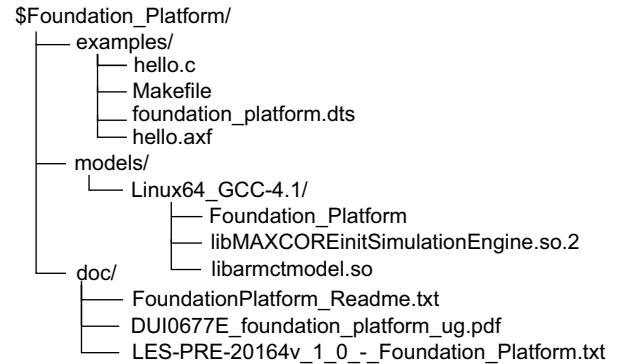 $Foundation_Platform/
examples/
hello.c
Makefile
foundation_platform.dts
hello.axf
models/
Linux64_GCC-4.1/
Foundation_Platform
libMAXCOREinitSimulationEngine.so.2
libarmctmodel.so
doc/
FoundationPlatform_Readme.txt
DUI0677E_foundation_platform_ug.pdf
LES-PRE-20164v_1_0_-_Foundation_Platform.txt